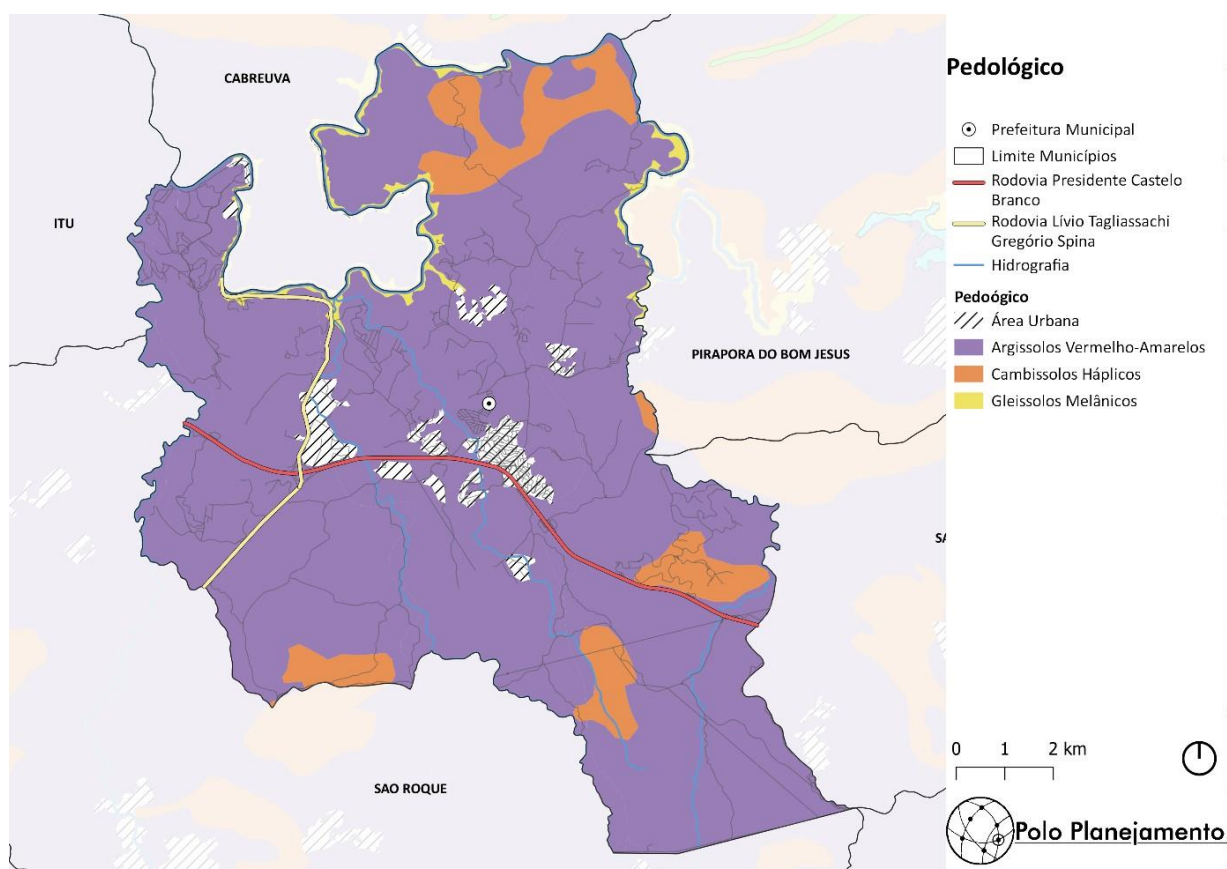 CABREUVA
ITU
PIRAPORA DO BOM JESUS
SA
SAO ROQUE
Pedológico
Prefeitura Municipal
Limite Municípios
Rodovia Presidente Castelo
Branco
Rodovia Lívio Tagliassachi
Gregório Spina
Hidrografia
Pedoógico
Área Urbana
Argissolos Vermelho-Amarelos
Cambissolos Háplicos
Gleissolos Melânicos
0 1 2 km
Polo Planejamento